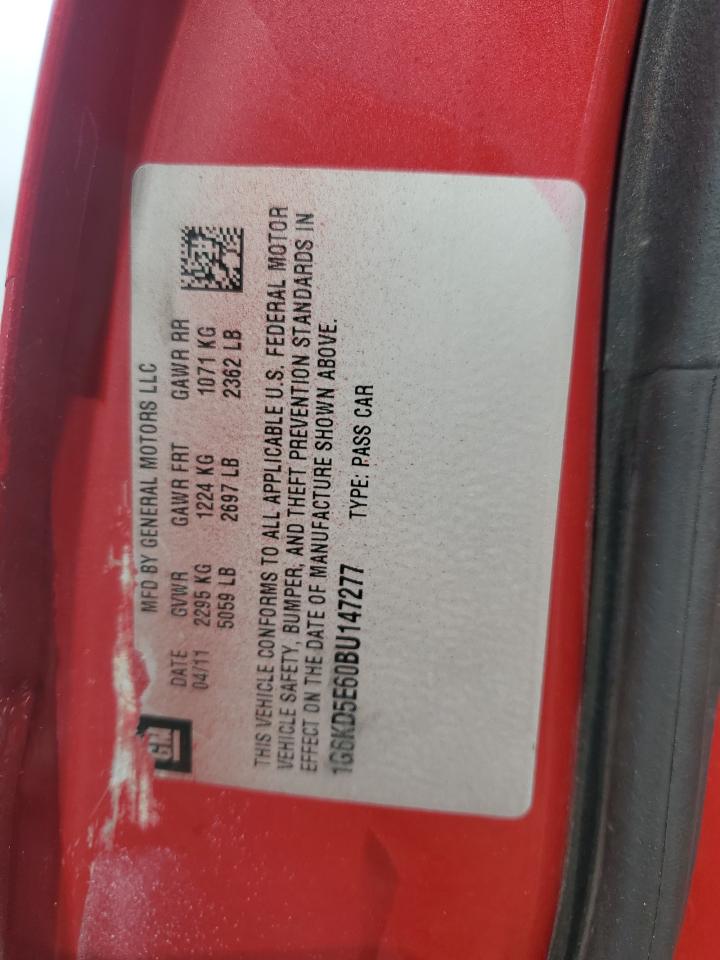 GM
MFD BY GENERAL MOTORS LLC
DATE GVWR GAWR FRT GAWR RR
04/11 2295 KG 1224 KG 1071 KG
5059 LB 2697 LB 2362 LB
THIS VEHICLE CONFORMS TO ALL APPLICABLE U.S. FEDERAL MOTOR
VEHICLE SAFETY, BUMPER, AND THEFT PREVENTION STANDARDS IN
EFFECT ON THE DATE OF MANUFACTURE SHOWN ABOVE.
1G6KD5E60BU147277 TYPE: PASS CAR